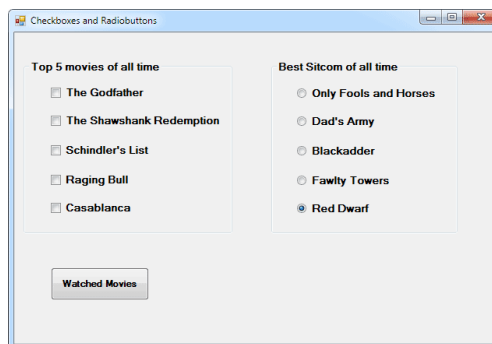 Checkboxes and Radiobuttons
Top 5 movies of all time
The Godfather
The Shawshank Redemption
Schindler's List
Raging Bull
Casablanca
Best Sitcom of all time
Only Fools and Horses
Dad's Army
Blackadder
Fawlty Towers
Red Dwarf
Watched Movies